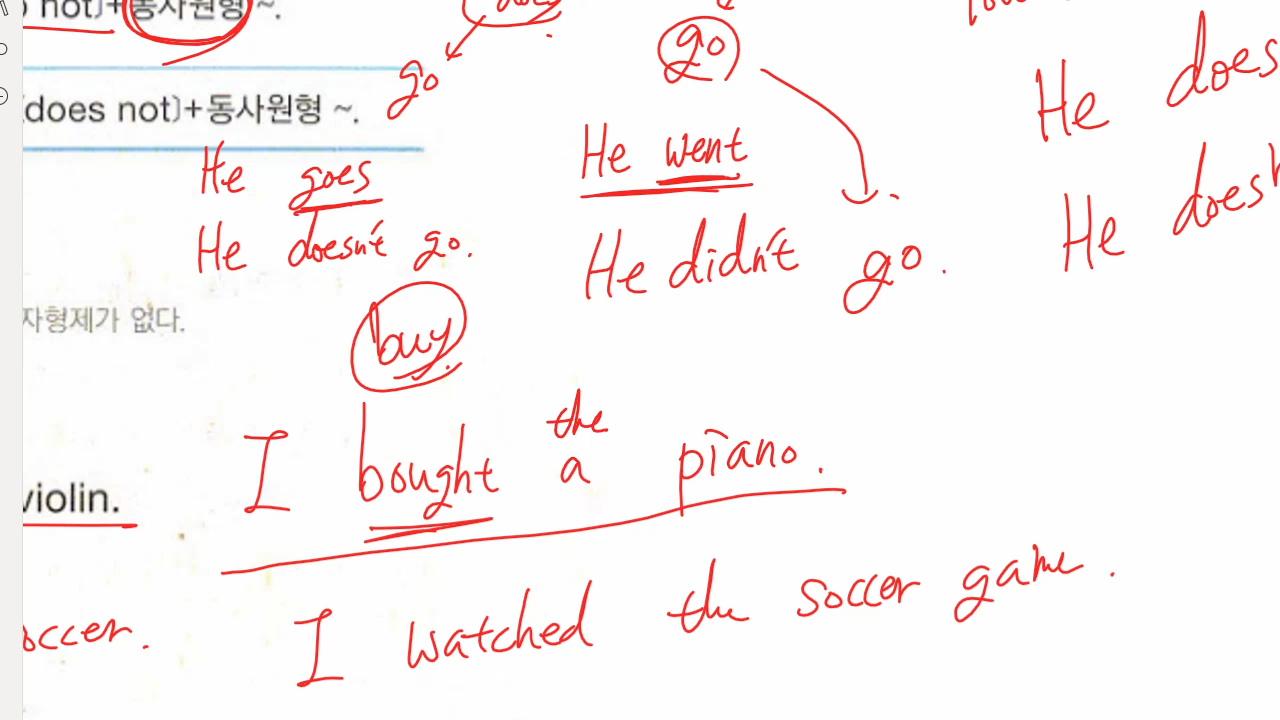 not]+동사원형 ~.
go
go
He does
(does not)+동사원형 ~.
He goes
He went
He doesn't go.
He didn't go.
He
자형제가 없다.
buy
the
I bought a piano.
violin.
I watched the soccer game.
occer.